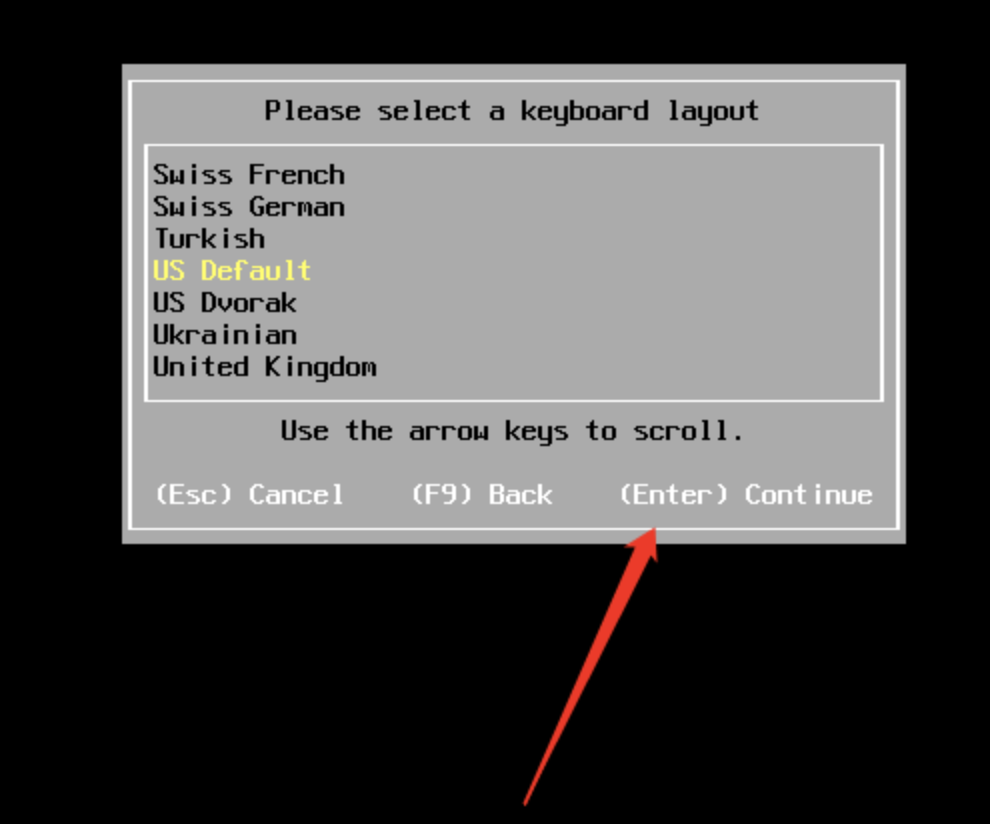 Please select a keyboard layout
Swiss French
Swiss German
Turkish
US Default
US Dvorak
Ukrainian
United Kingdom
Use the arrow keys to scroll.
(Esc) Cancel (F9) Back (Enter) Continue